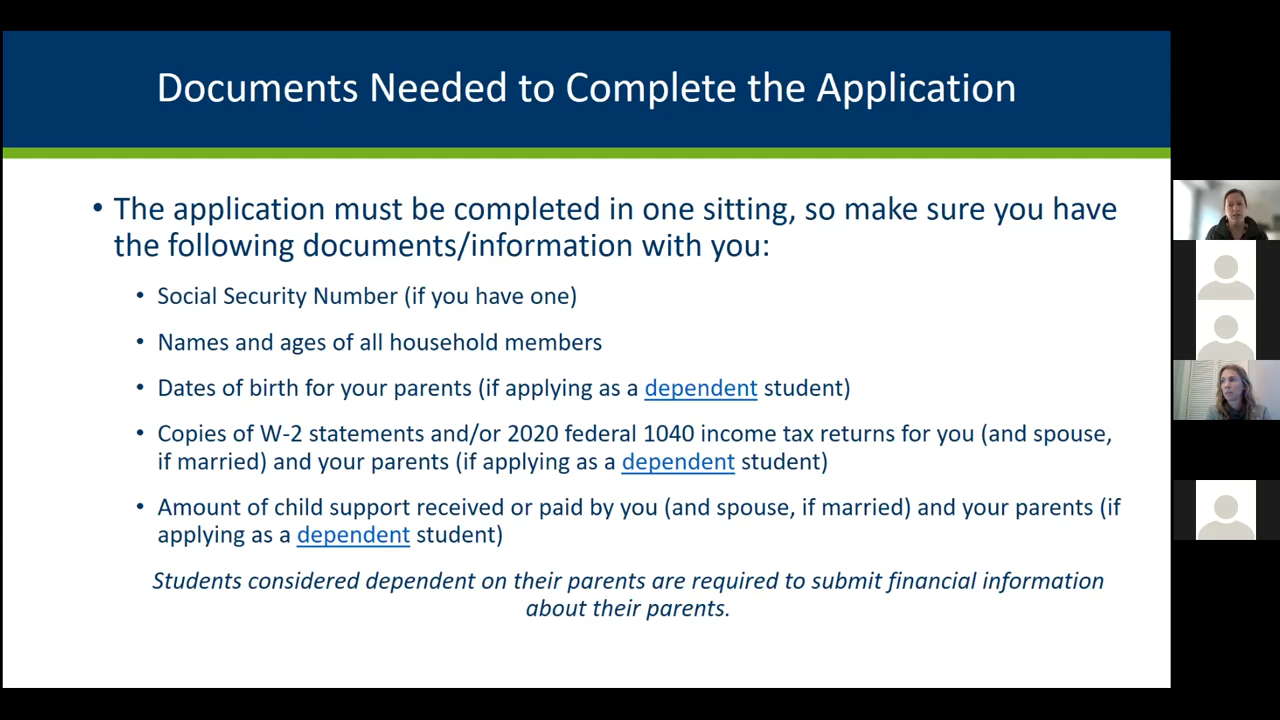 Documents Needed to Complete the Application
• The application must be completed in one sitting, so make sure you have
the following documents/information with you:
• Social Security Number (if you have one)
• Names and ages of all household members
• Dates of birth for your parents (if applying as a dependent student)
• Copies of W-2 statements and/or 2020 federal 1040 income tax returns for you (and spouse,
if married) and your parents (if applying as a dependent student)
• Amount of child support received or paid by you (and spouse, if married) and your parents (if
applying as a dependent student)
Students considered dependent on their parents are required to submit financial information
about their parents.